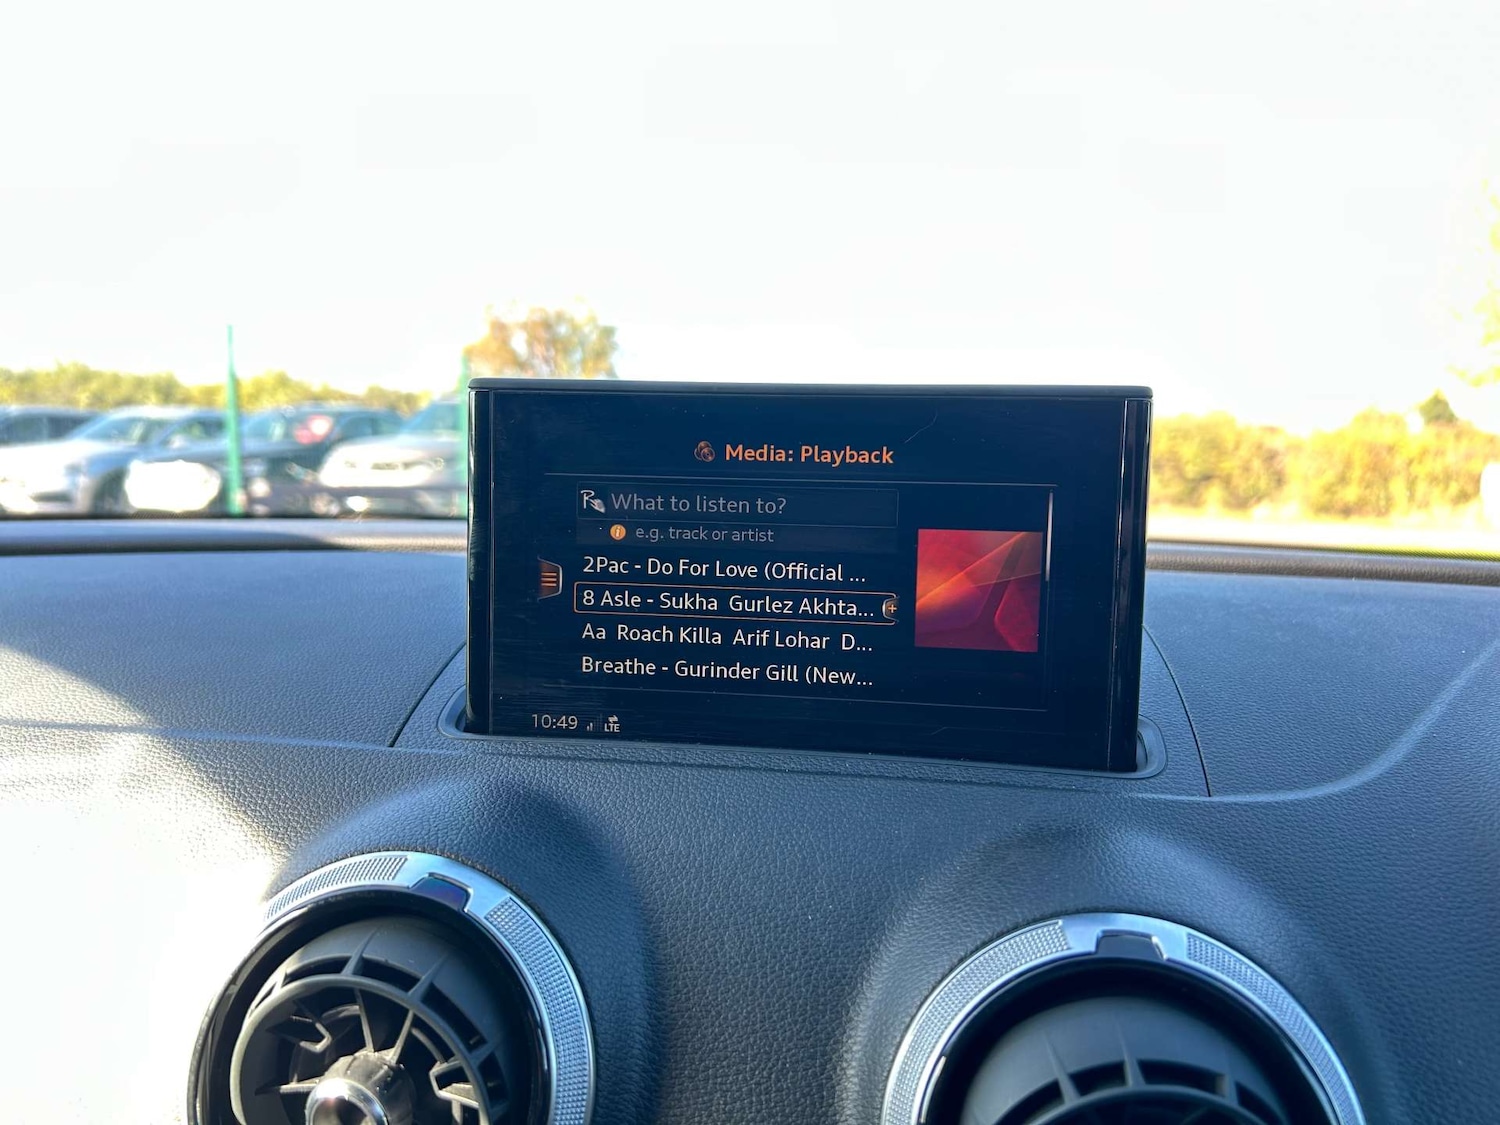 Media: Playback
What to listen to?
e.g. track or artist
2Pac - Do For Love (Official ...
8 Asle - Sukha  Gurlez Akhta...
Aa  Roach Killa  Arif Lohar  D...
Breathe - Gurinder Gill (New...
10:49 LTE